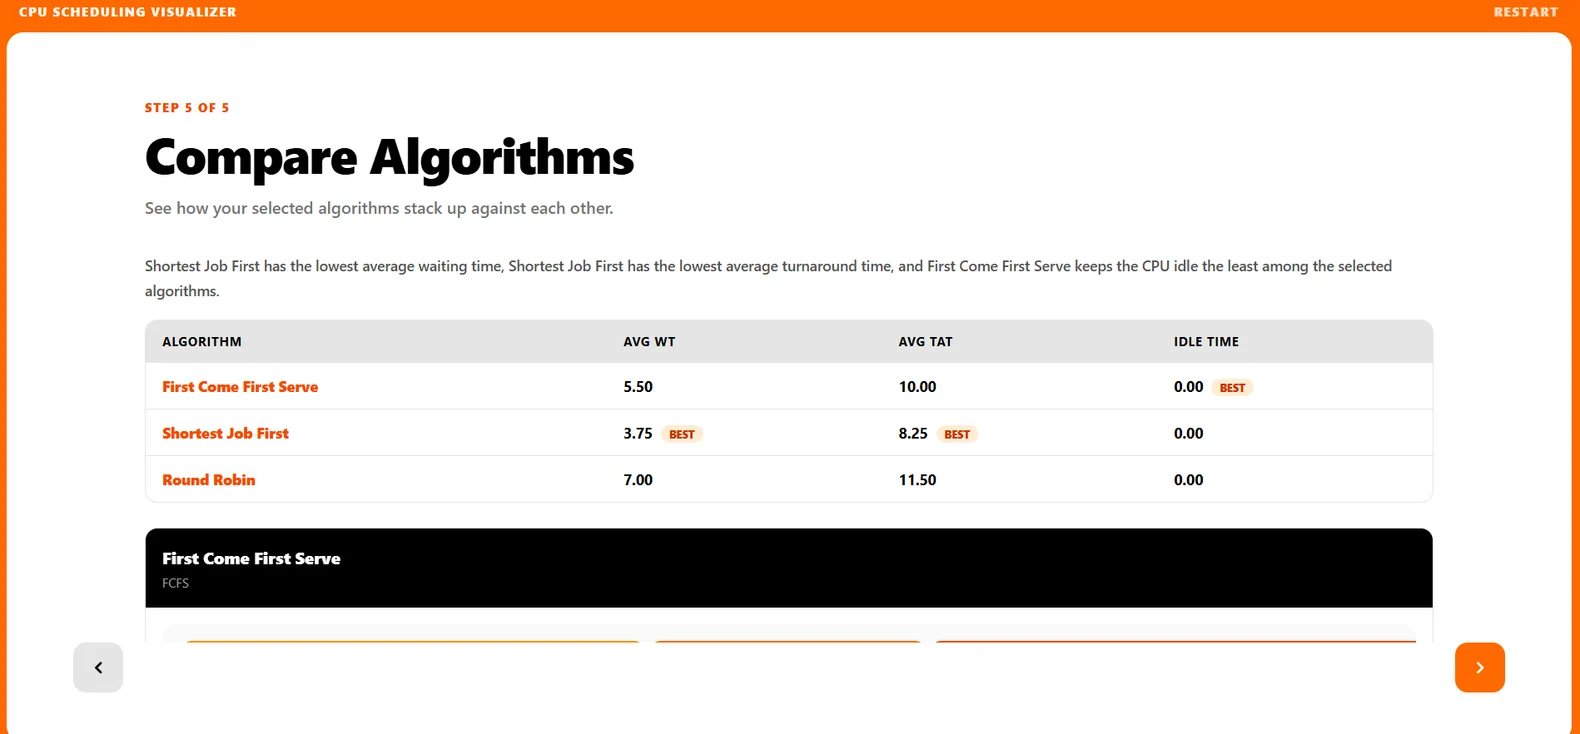 CPU SCHEDULING VISUALIZER
RESTART
STEP 5 OF 5
Compare Algorithms
See how your selected algorithms stack up against each other.
Shortest Job First has the lowest average waiting time, Shortest Job First has the lowest average turnaround time, and First Come First Serve keeps the CPU idle the least among the selected
algorithms.
ALGORITHM AVG WT AVG TAT IDLE TIME
First Come First Serve 5.50 10.00 0.00 BEST
Shortest Job First 3.75 BEST 8.25 BEST 0.00
Round Robin 7.00 11.50 0.00
First Come First Serve
FCFS